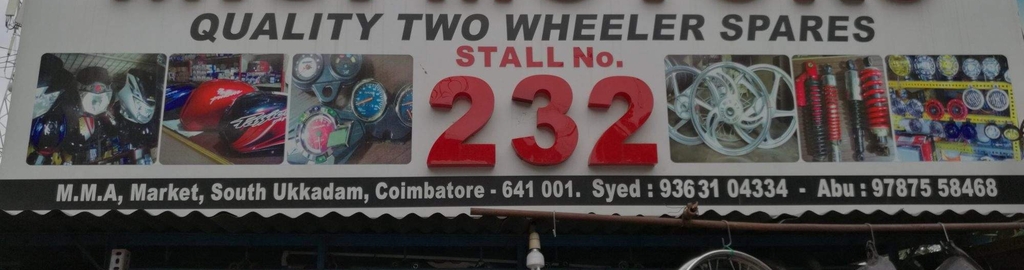 QUALITY TWO WHEELER SPARES
STALL No.
232
M.M.A, Market, South Ukkadam, Coimbatore - 641 001. Syed : 93631 04334 - Abu : 97875 58468